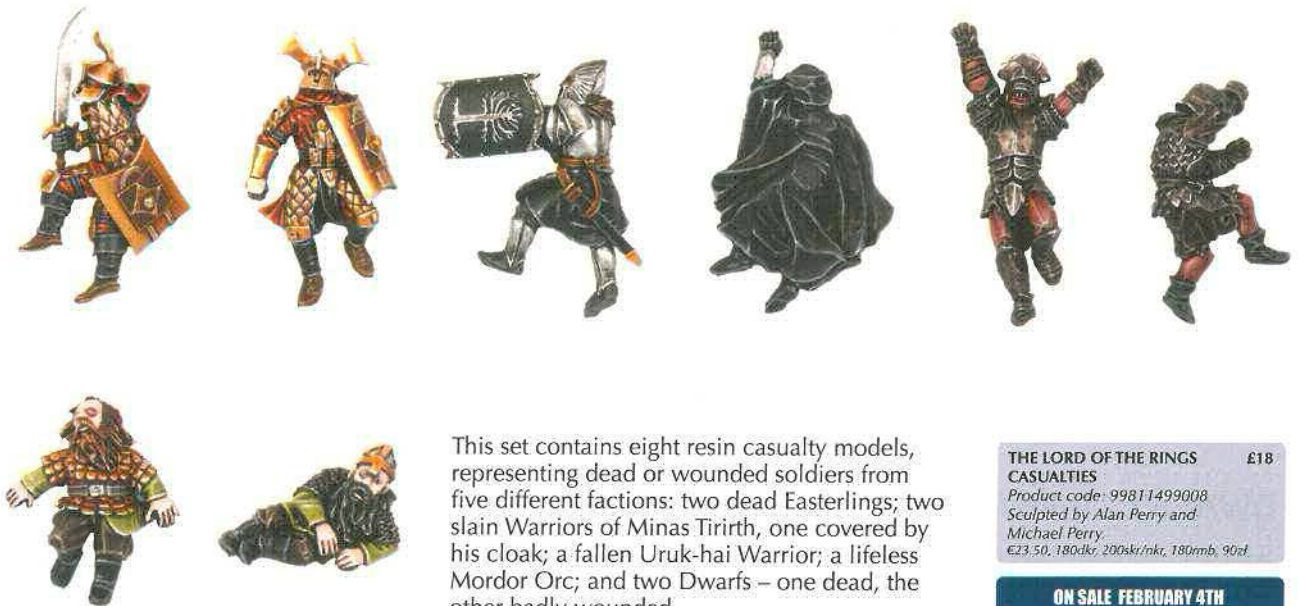 This set contains eight resin casualty models,
representing dead or wounded soldiers from
five different factions: two dead Easterlings; two
slain Warriors of Minas Tirirth, one covered by
his cloak; a fallen Uruk-hai Warrior; a lifeless
Mordor Orc; and two Dwarfs – one dead, the
other badly wounded
THE LORD OF THE RINGS £18
CASUALTIES
Product code: 99811499008
Sculpted by Alan Perry and
Michael Perry.
€23.50, 180dkr, 200skr/nkr, 180rmb, 90zł
ON SALE FEBRUARY 4TH